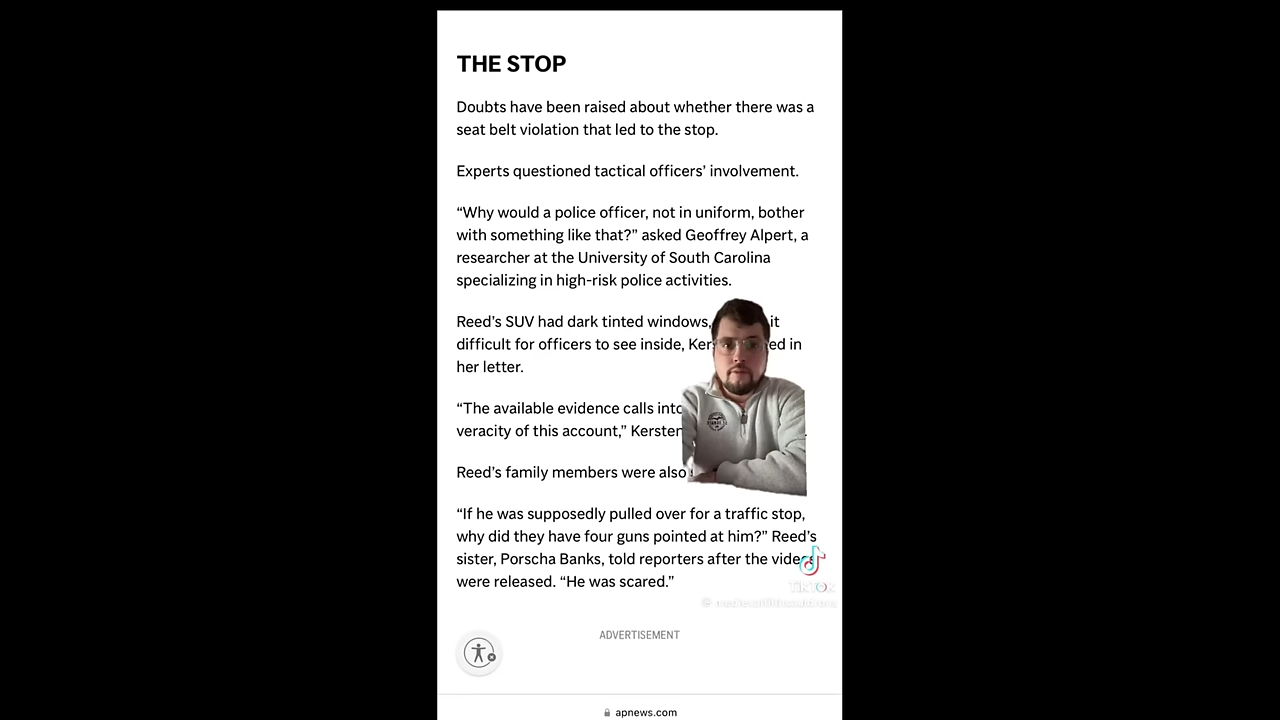 THE STOP
Doubts have been raised about whether there was a
seat belt violation that led to the stop.
Experts questioned tactical officers’ involvement.
“Why would a police officer, not in uniform, bother
with something like that?” asked Geoffrey Alpert, a
researcher at the University of South Carolina
specializing in high-risk police activities.
Reed’s SUV had dark tinted windows, it
difficult for officers to see inside, in
her letter.
“The available evidence calls into
veracity of this account,” Kersten
Reed’s family members were also
“If he was supposedly pulled over for a traffic stop,
why did they have four guns pointed at him?” Reed’s
sister, Porscha Banks, told reporters after the videos
were released. “He was scared.”
TikTok
ADVERTISEMENT
apnews.com